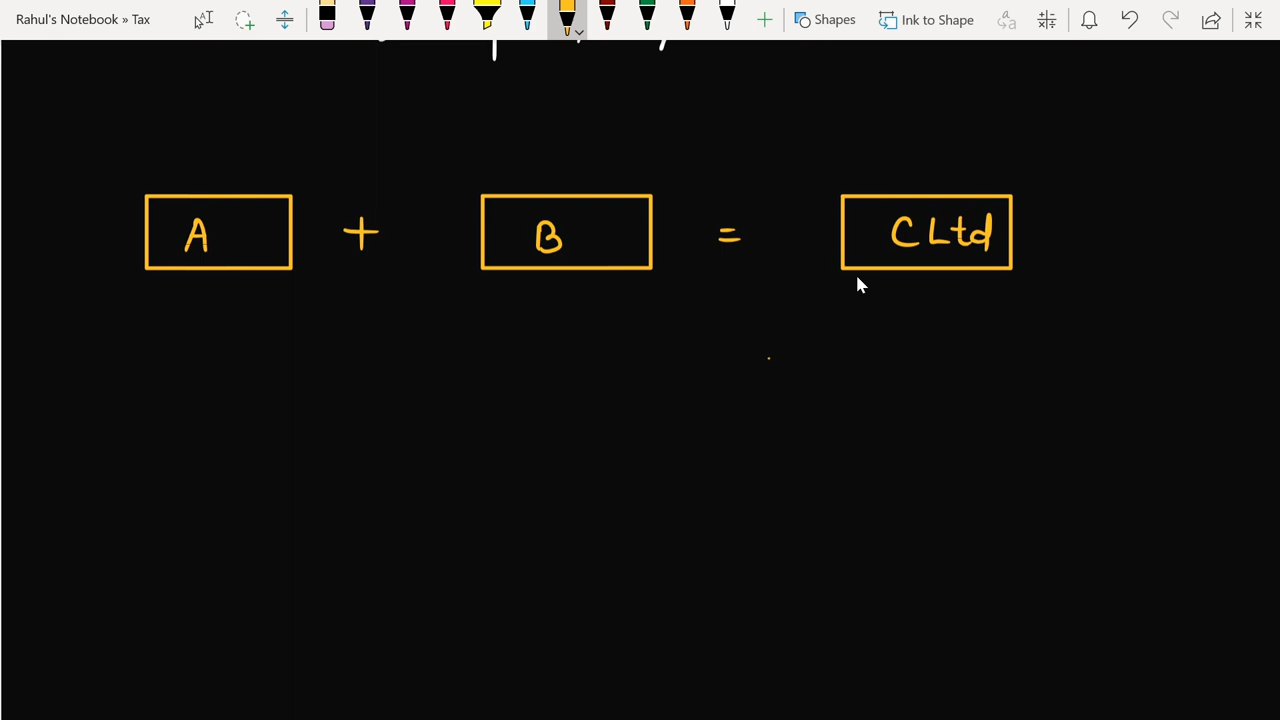 Rahul's Notebook » Tax
Shapes
Ink to Shape
A + B = C Ltd